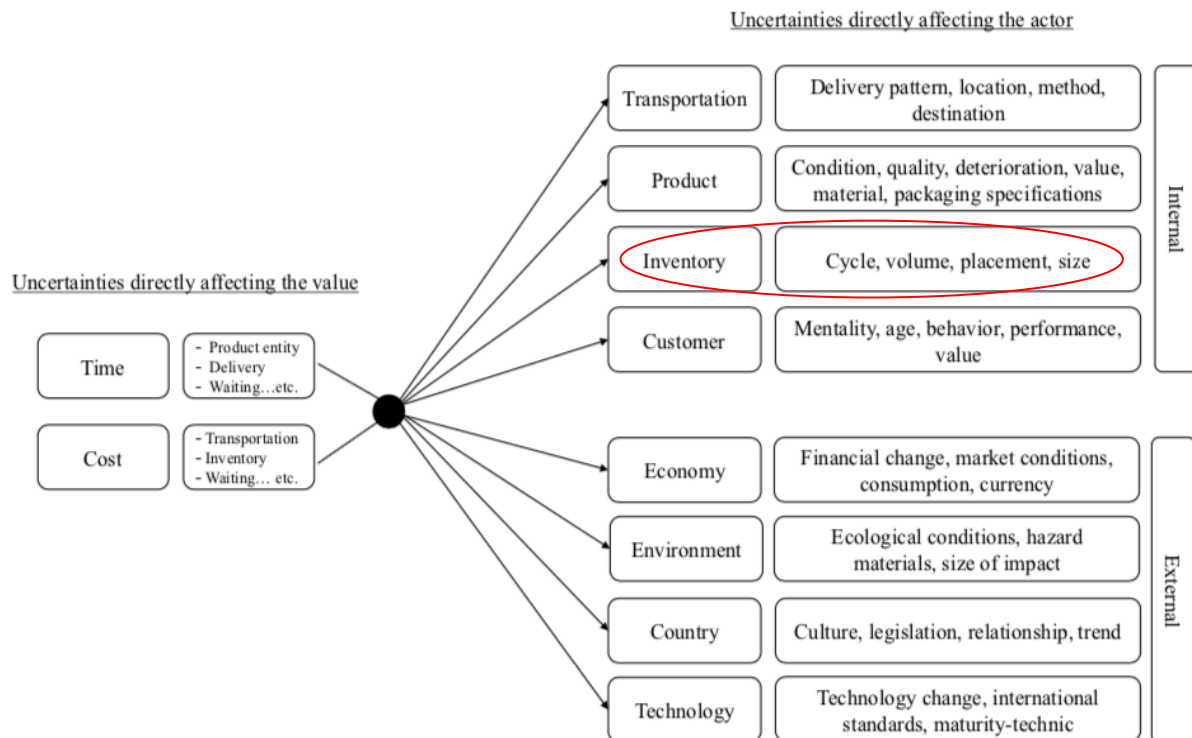 Uncertainties directly affecting the actor
Transportation
Delivery pattern, location, method,
destination
Product
Condition, quality, deterioration, value,
material, packaging specifications
Inventory
Cycle, volume, placement, size
Customer
Mentality, age, behavior, performance,
value
Internal
Uncertainties directly affecting the value
Time
- Product entity
- Delivery
- Waiting…etc.
Cost
- Transportation
- Inventory
- Waiting… etc.
Economy
Financial change, market conditions,
consumption, currency
Environment
Ecological conditions, hazard
materials, size of impact
Country
Culture, legislation, relationship, trend
Technology
Technology change, international
standards, maturity-technic
External